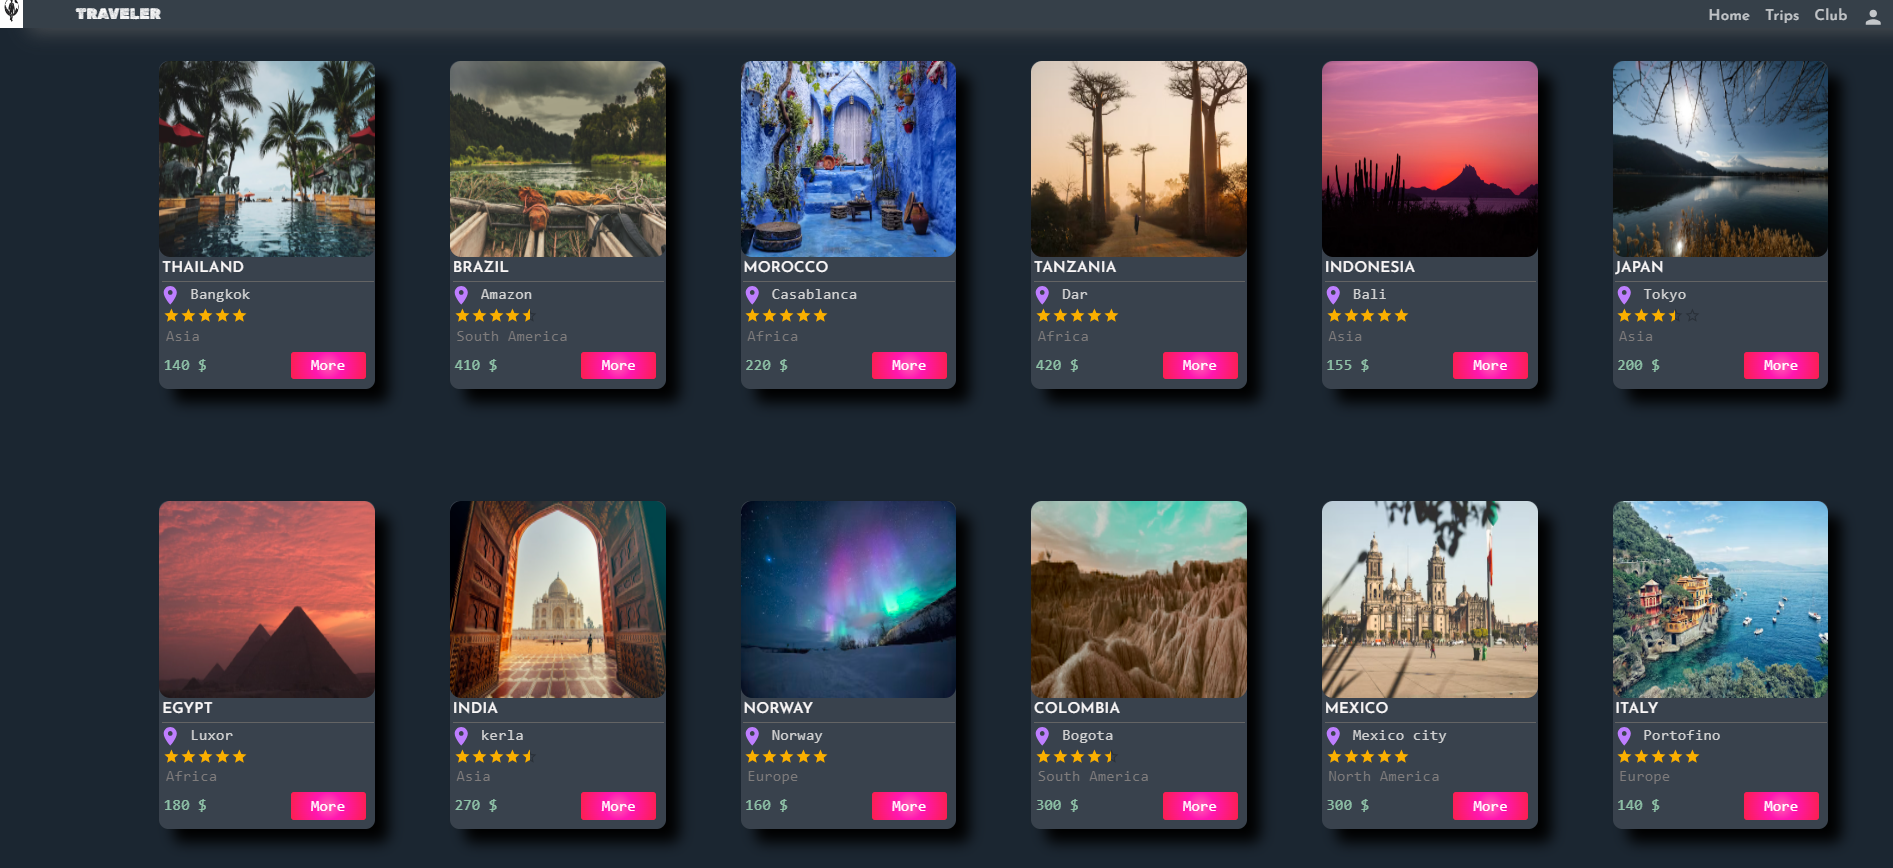 TRAVELER
Home Trips Club
THAILAND
Bangkok
Asia
140 $ More
BRAZIL
Amazon
South America
410 $ More
MOROCCO
Casablanca
Africa
220 $ More
TANZANIA
Dar
Africa
420 $ More
INDONESIA
Bali
Asia
155 $ More
JAPAN
Tokyo
Asia
200 $ More
EGYPT
Luxor
Africa
180 $ More
INDIA
kerla
Asia
270 $ More
NORWAY
Norway
Europe
160 $ More
COLOMBIA
Bogota
South America
300 $ More
MEXICO
Mexico city
North America
300 $ More
ITALY
Portofino
Europe
140 $ More